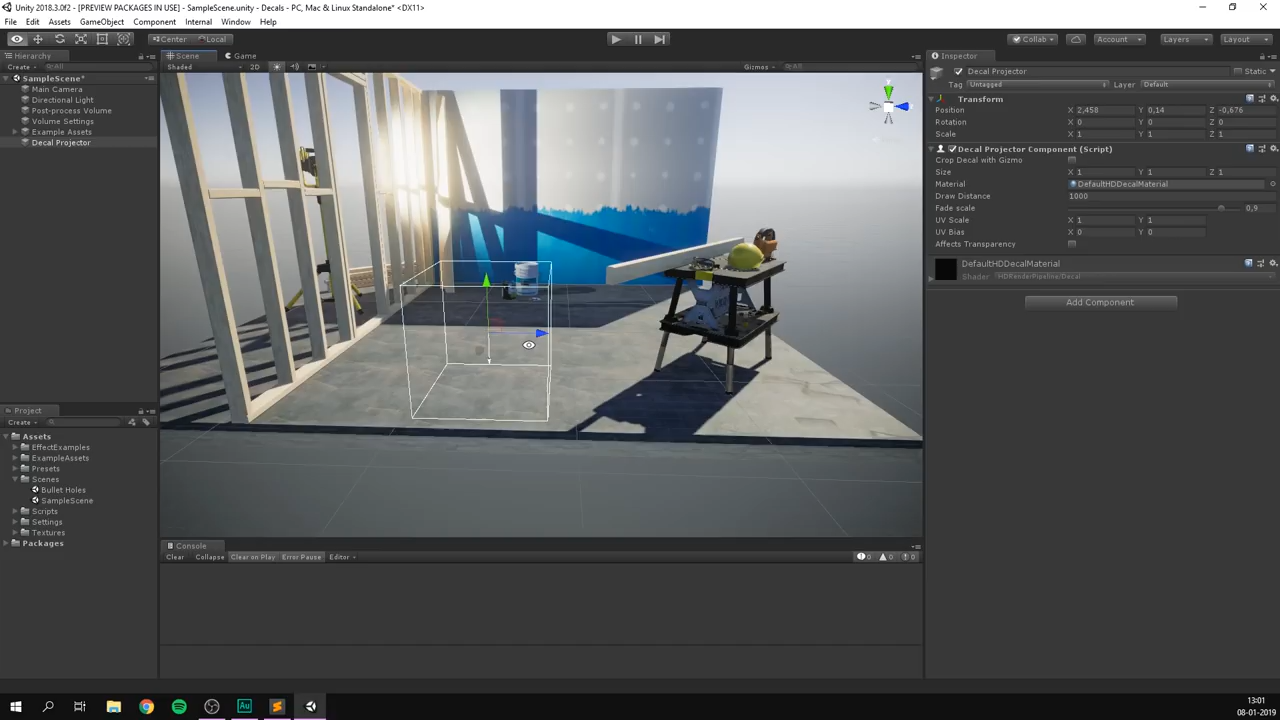 Unity 2018.3.0f2 - [PREVIEW PACKAGES IN USE] - SampleScene.unity - Decals - PC, Mac & Linux Standalone* <DX11>
File Edit Assets GameObject Component Internal Window Help
Center Local Collab Account Layers Layout
Hierarchy Scene Game Inspector
Create All Shaded 2D Gizmos All Decal Projector Static
SampleScene* Tag Untagged Layer Default
Main Camera Transform
Directional Light Position X 2,458 Y 0,14 Z -0,676
Post-process Volume Rotation X 0 Y 0 Z 0
Volume Settings Scale X 1 Y 1 Z 1
Example Assets Decal Projector Component (Script)
Decal Projector Crop Decal with Gizmo
Size X 1 Y 1 Z 1
Material DefaultHDDecalMaterial
Draw Distance 1000
Fade scale 0,9
UV Scale X 1 Y 1
UV Bias X 0 Y 0
Affects Transparency
DefaultHDDecalMaterial
Shader HDRenderPipeline/Decal
Add Component
Project
Create
Assets
EffectExamples
ExampleAssets
Presets
Scenes
Bullet Holes
SampleScene
Scripts
Settings
Textures
Packages
Console
Clear Collapse Clear on Play Error Pause Editor 0 0 0
13:01
08-01-2019